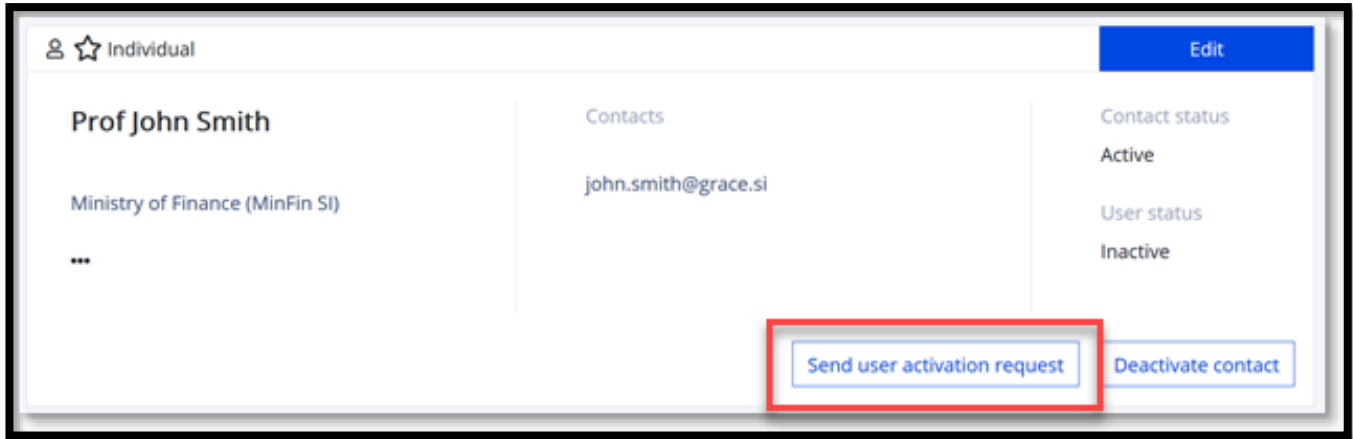 Individual
Edit
Prof John Smith
Ministry of Finance (MinFin SI)
•••
Contacts
john.smith@grace.si
Contact status
Active
User status
Inactive
Send user activation request
Deactivate contact